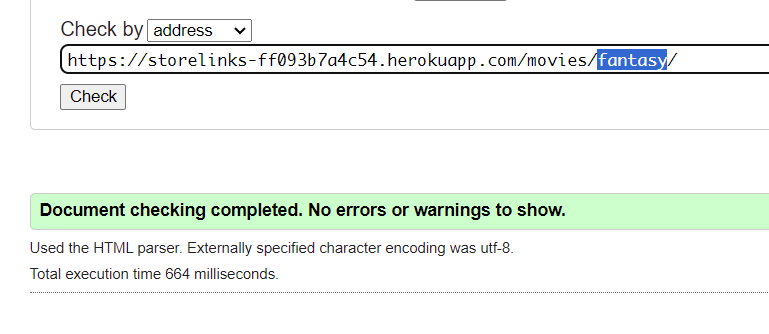 Check by address
https://storelinks-ff093b7a4c54.herokuapp.com/movies/fantasy/
Check
Document checking completed. No errors or warnings to show.
Used the HTML parser. Externally specified character encoding was utf-8.
Total execution time 664 milliseconds.